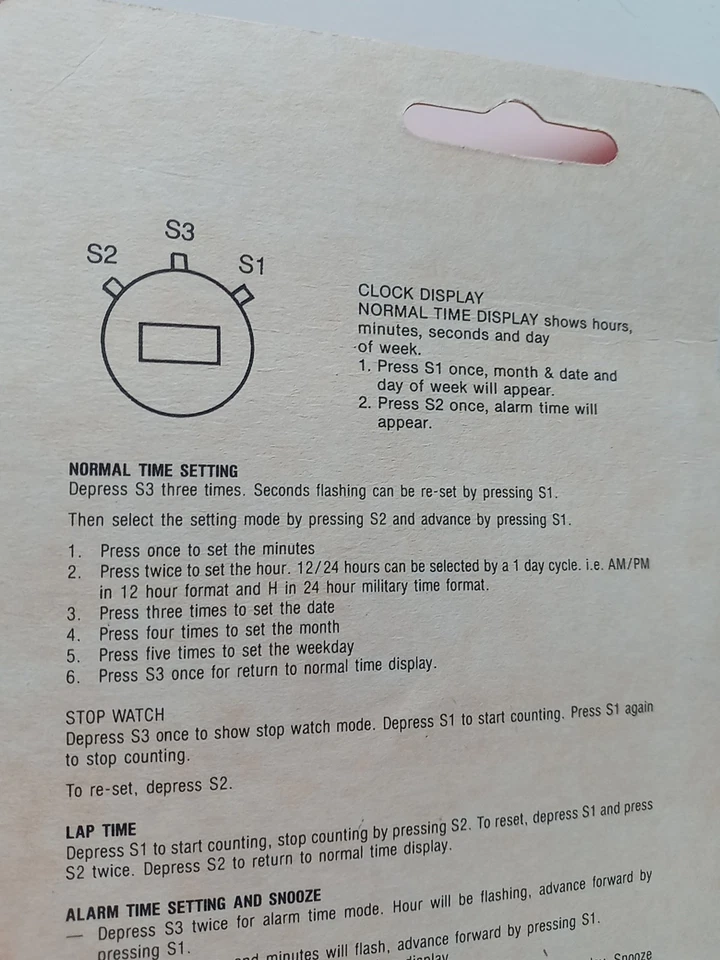 S3
S2
S1
CLOCK DISPLAY
NORMAL TIME DISPLAY shows hours,
minutes, seconds and day
of week.
1. Press S1 once, month & date and
day of week will appear.
2. Press S2 once, alarm time will
appear.
NORMAL TIME SETTING
Depress S3 three times. Seconds flashing can be re-set by pressing S1.
Then select the setting mode by pressing S2 and advance by pressing S1.
1. Press once to set the minutes
2. Press twice to set the hour. 12/24 hours can be selected by a 1 day cycle. i.e. AM/PM
in 12 hour format and H in 24 hour military time format.
3. Press three times to set the date
4. Press four times to set the month
5. Press five times to set the weekday
6. Press S3 once for return to normal time display.
STOP WATCH
Depress S3 once to show stop watch mode. Depress S1 to start counting. Press S1 again
to stop counting.
To re-set, depress S2.
LAP TIME
Depress S1 to start counting, stop counting by pressing S2. To reset, depress S1 and press
S2 twice. Depress S2 to return to normal time display.
ALARM TIME SETTING AND SNOOZE
— Depress S3 twice for alarm time mode. Hour will be flashing, advance forward by
pressing S1.
minutes will flash, advance forward by pressing S1.
display
Snooze